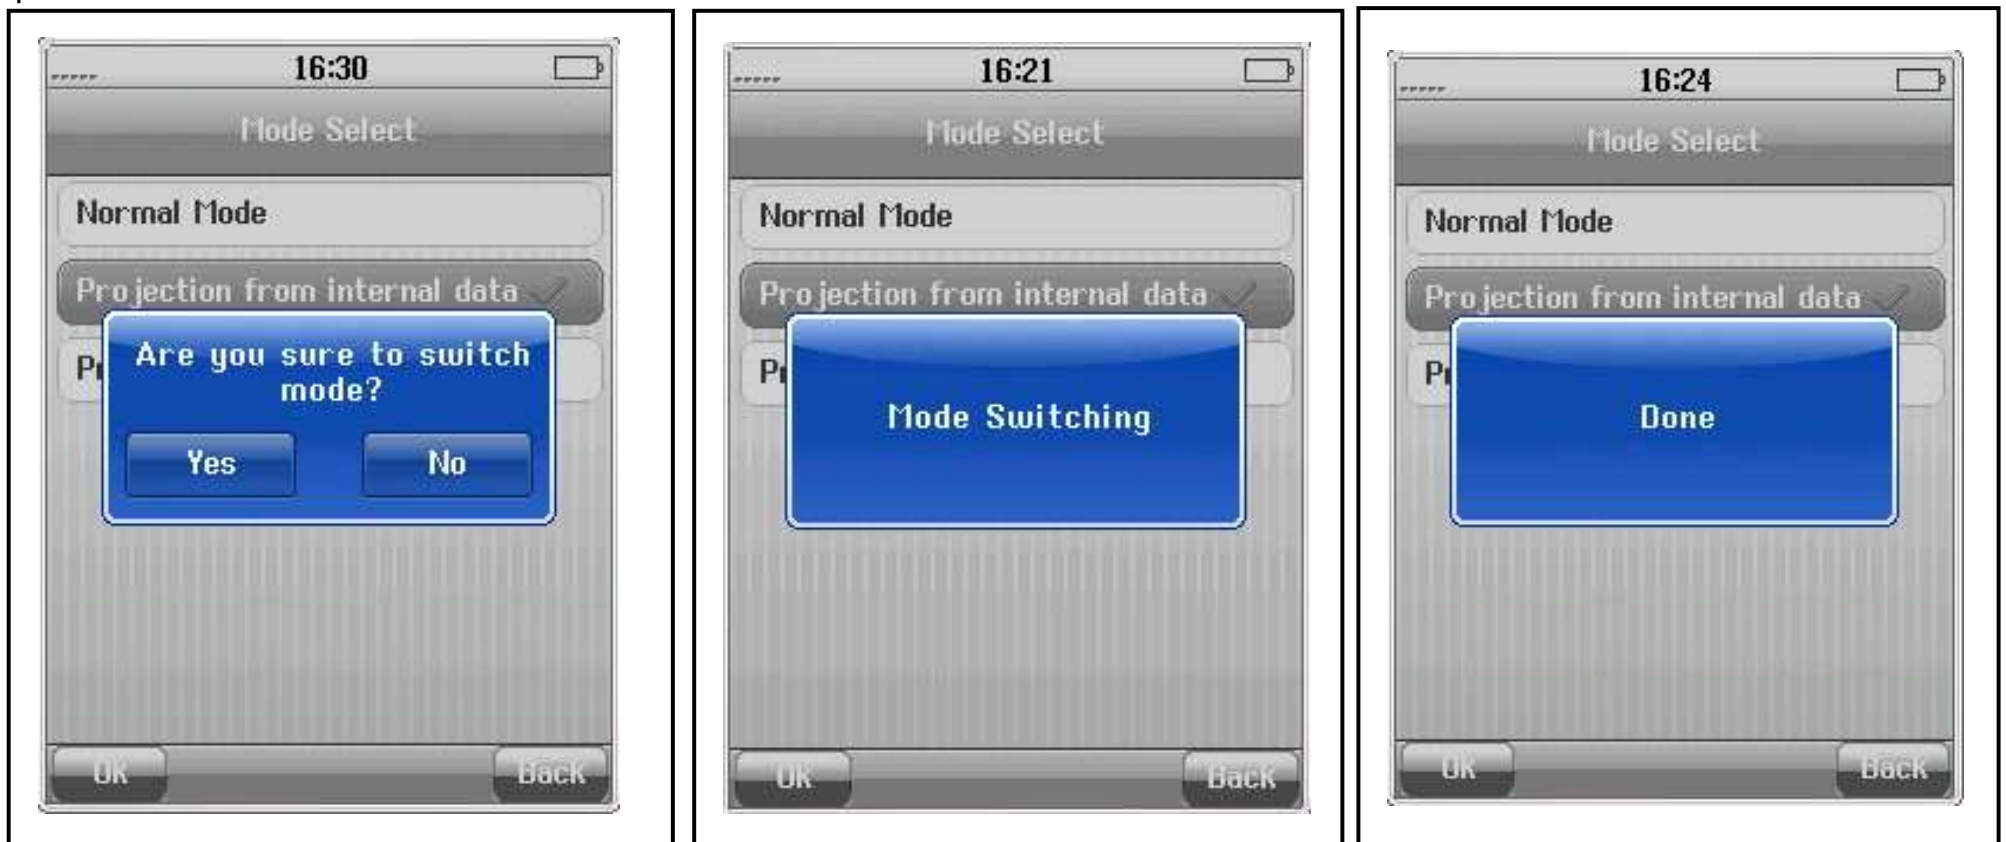 16:30
Mode Select
Normal Mode
Projection from internal data
Are you sure to switch
mode?
Yes
No
OK
Back
16:21
Mode Select
Normal Mode
Projection from internal data
Mode Switching
OK
Back
16:24
Mode Select
Normal Mode
Projection from internal data
Done
OK
Back